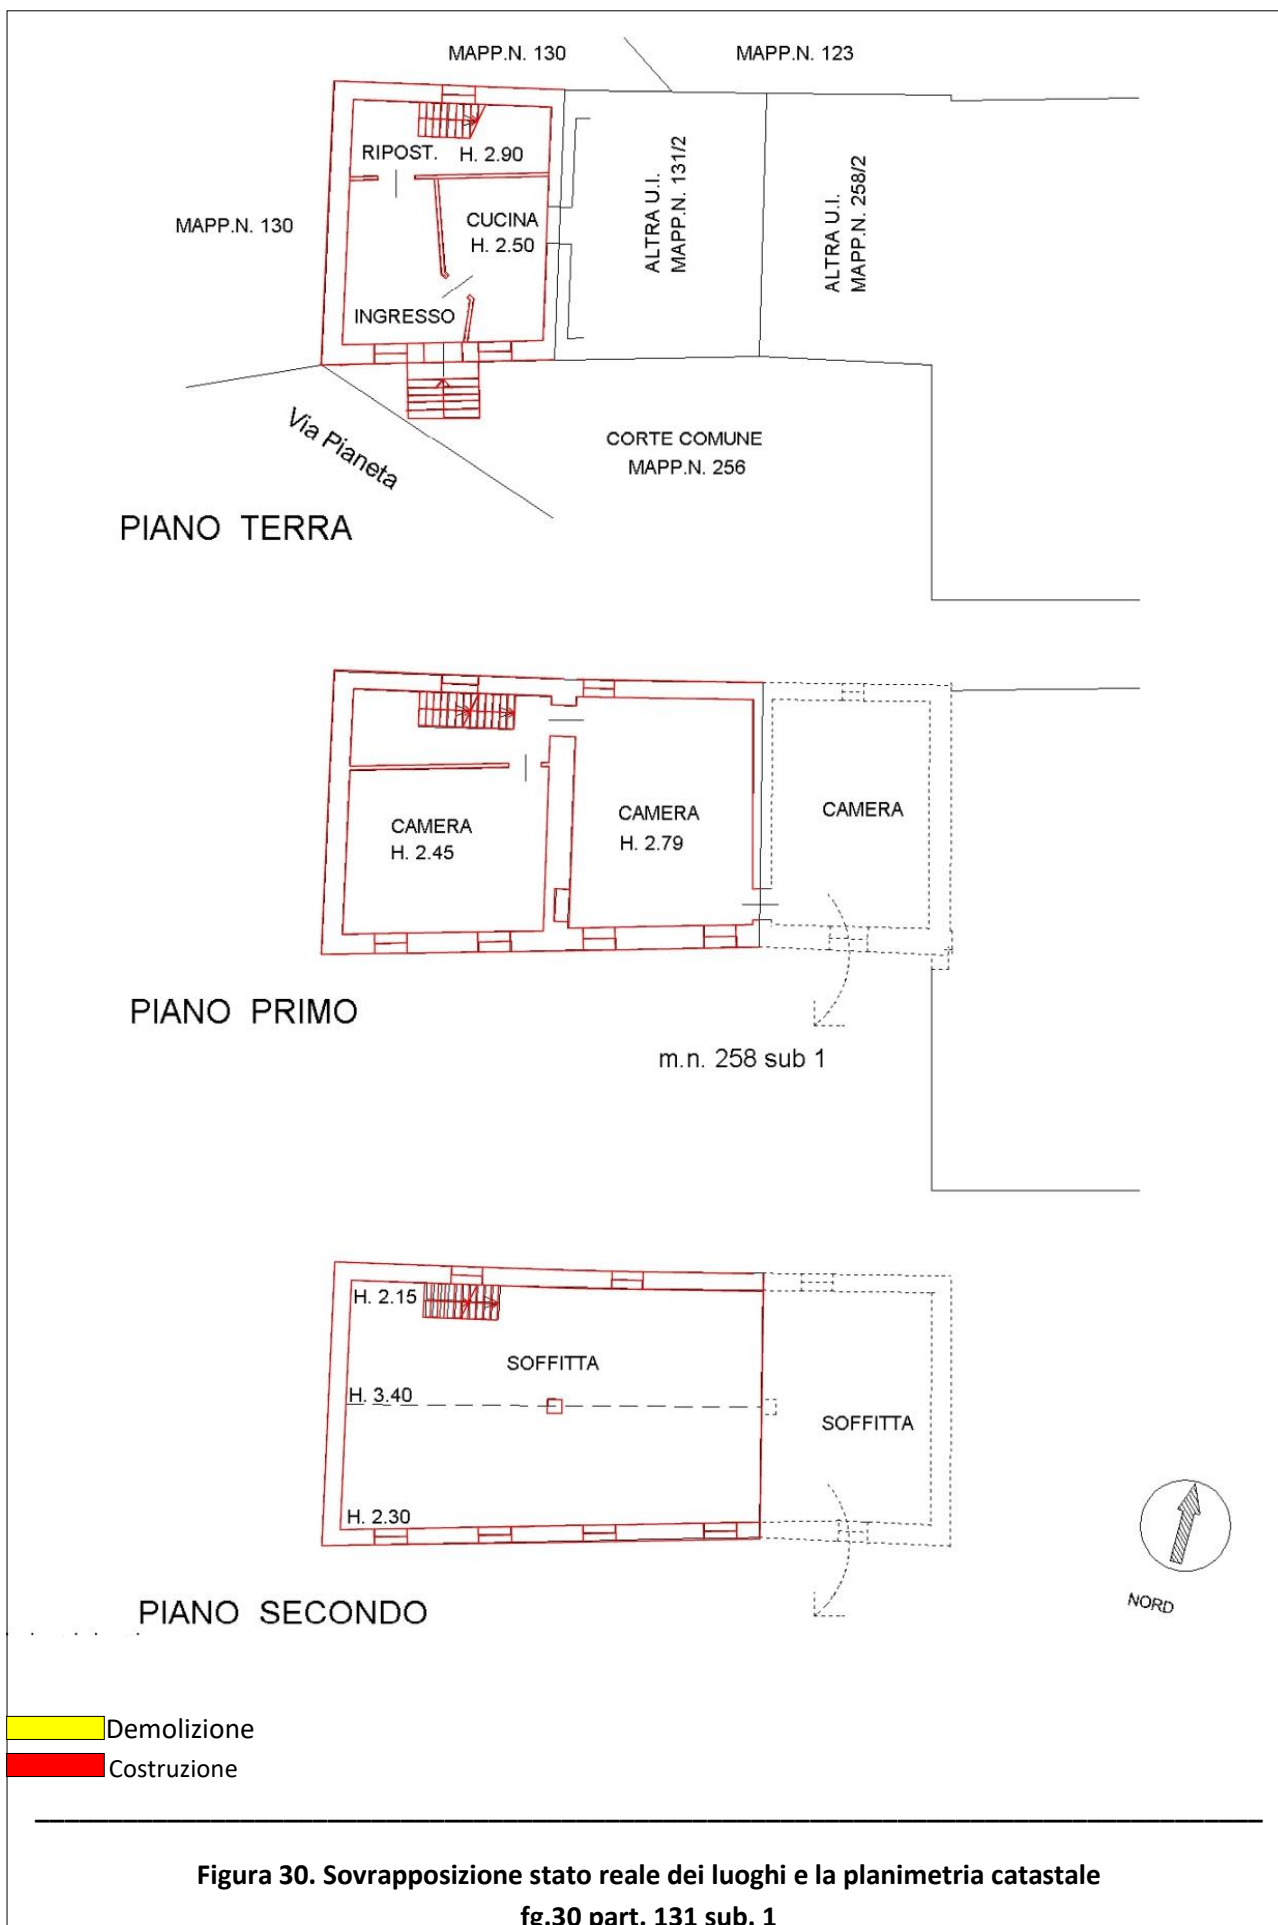 MAPP.N. 130
MAPP.N. 123
RIPOST. H. 2.90
MAPP.N. 130
CUCINA
H. 2.50
INGRESSO
ALTRA U.I.
MAPP.N. 131/2
ALTRA U.I.
MAPP.N. 258/2
Via Pianeta
CORTE COMUNE
MAPP.N. 256
PIANO TERRA
CAMERA
H. 2.45
CAMERA
H. 2.79
CAMERA
PIANO PRIMO
m.n. 258 sub 1
H. 2.15
SOFFITTA
H. 3.40
SOFFITTA
H. 2.30
NORD
PIANO SECONDO
Demolizione
Costruzione
Figura 30. Sovrapposizione stato reale dei luoghi e la planimetria catastale
fg.30 part. 131 sub. 1